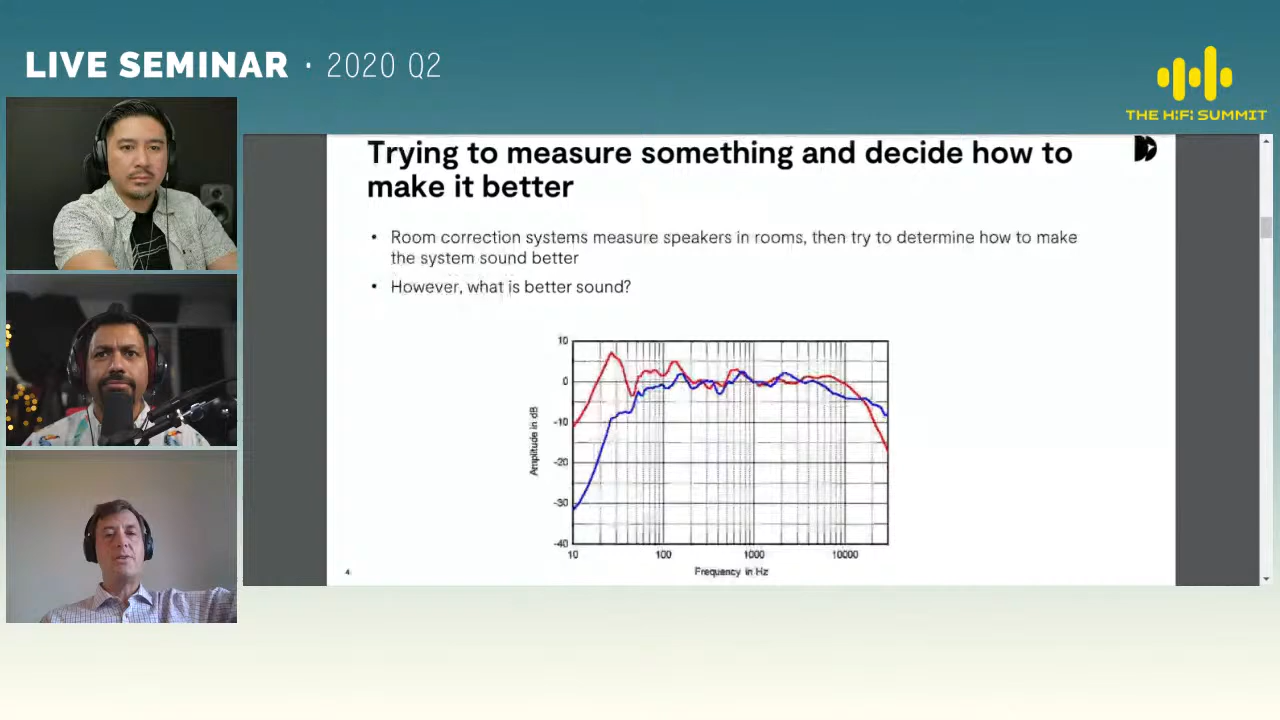 LIVE SEMINAR · 2020 Q2
THE HIFI SUMMIT
Trying to measure something and decide how to
make it better
• Room correction systems measure speakers in rooms, then try to determine how to make
the system sound better
• However, what is better sound?
10
0
-10
-20
-30
-40
Amplitude in dB
10 100 1000 10000
Frequency in Hz
4